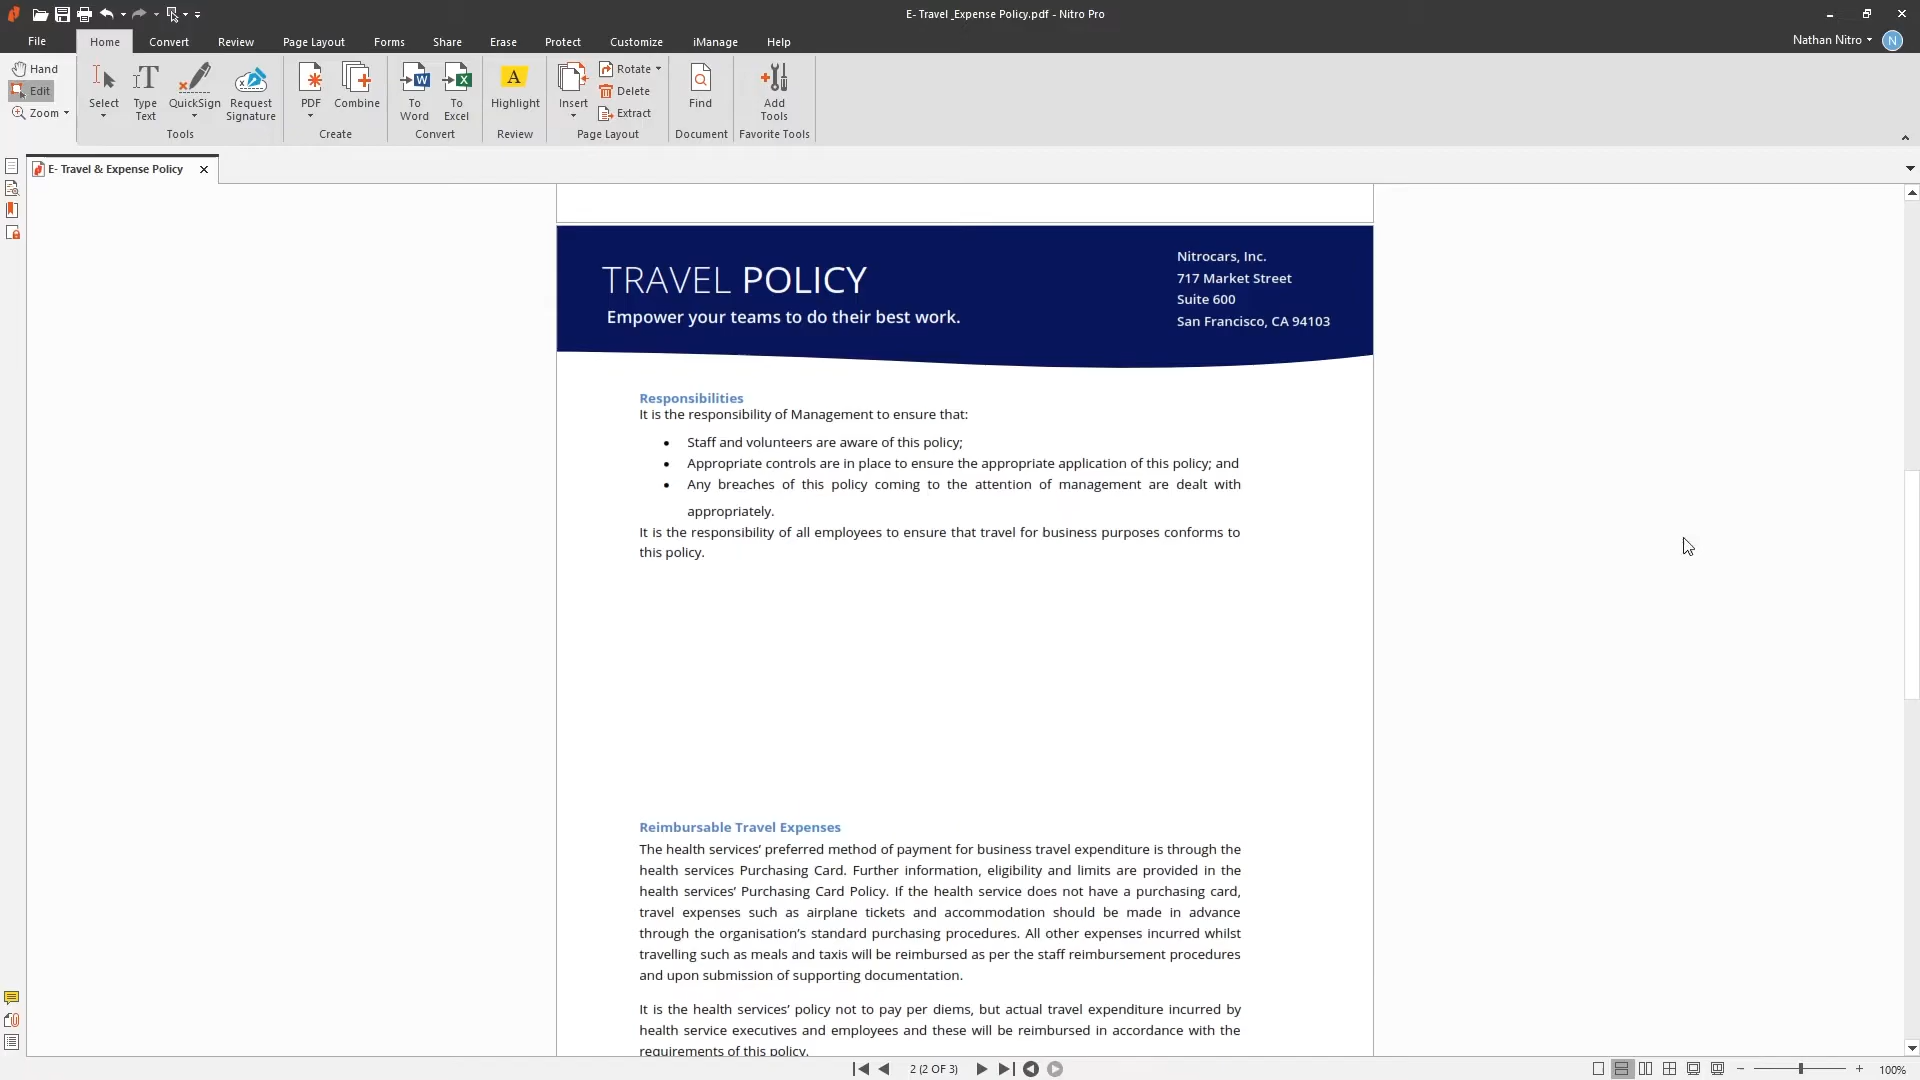 E- Travel _Expense Policy.pdf - Nitro Pro
File Home Convert Review Page Layout Forms Share Erase Protect Customize iManage Help
Nathan Nitro N
Hand
Edit
Zoom
Select
Type Text
QuickSign
Request Signature
Tools
PDF
Combine
Create
To Word
To Excel
Convert
Highlight
Review
Insert
Rotate
Delete
Extract
Page Layout
Find
Document
Add Tools
Favorite Tools
E- Travel & Expense Policy
TRAVEL POLICY
Empower your teams to do their best work.
Nitrocars, Inc.
717 Market Street
Suite 600
San Francisco, CA 94103
Responsibilities
It is the responsibility of Management to ensure that:
• Staff and volunteers are aware of this policy;
• Appropriate controls are in place to ensure the appropriate application of this policy; and
• Any breaches of this policy coming to the attention of management are dealt with
appropriately.
It is the responsibility of all employees to ensure that travel for business purposes conforms to
this policy.
Reimbursable Travel Expenses
The health services’ preferred method of payment for business travel expenditure is through the
health services Purchasing Card. Further information, eligibility and limits are provided in the
health services’ Purchasing Card Policy. If the health service does not have a purchasing card,
travel expenses such as airplane tickets and accommodation should be made in advance
through the organisation’s standard purchasing procedures. All other expenses incurred whilst
travelling such as meals and taxis will be reimbursed as per the staff reimbursement procedures
and upon submission of supporting documentation.
It is the health services’ policy not to pay per diems, but actual travel expenditure incurred by
health service executives and employees and these will be reimbursed in accordance with the
requirements of this policy.
2 (2 OF 3)
100%